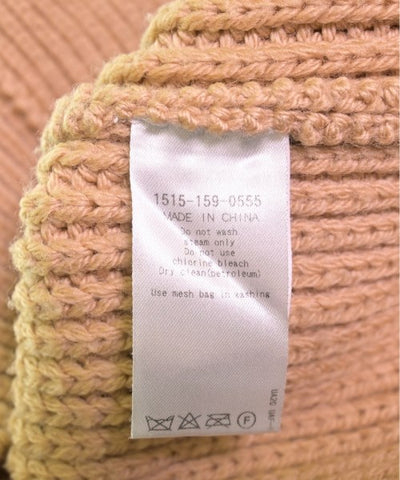 1515-159-0555
MADE IN CHINA
Do not wash
steam only
Do not use
chlorine bleach
Dry clean(petroleum)
Use mesh bag in washing
F